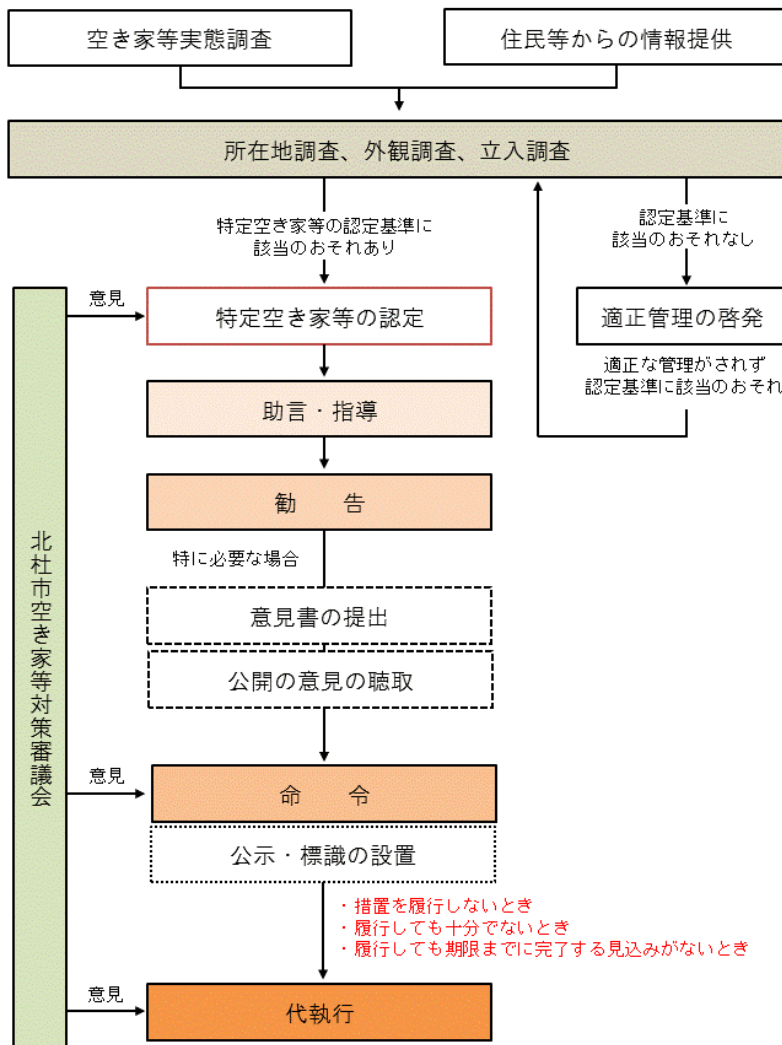 空き家等実態調査
住民等からの情報提供
所在地調査、外観調査、立入調査
特定空き家等の認定基準に
該当のおそれあり
認定基準に
該当のおそれなし
意見
特定空き家等の認定
適正管理の啓発
適正な管理がされず
認定基準に該当のおそれ
助言・指導
勧　　告
特に必要な場合
意見書の提出
公開の意見の聴取
北杜市空き家等対策審議会
意見
命　　令
公示・標識の設置
・措置を履行しないとき
・履行しても十分でないとき
・履行しても期限までに完了する見込みがないとき
意見
代執行